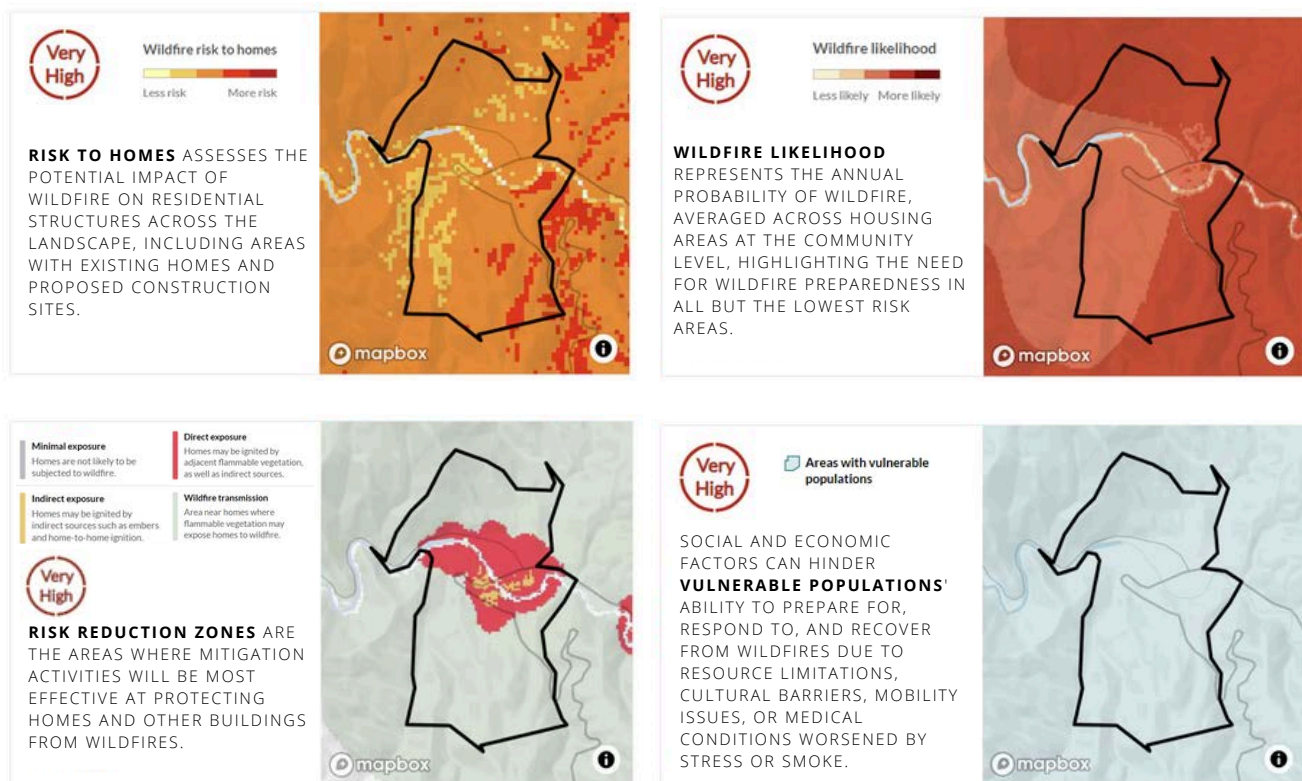 Very
High
Wildfire risk to homes
Less risk More risk
RISK TO HOMES ASSESSES THE
POTENTIAL IMPACT OF
WILDFIRE ON RESIDENTIAL
STRUCTURES ACROSS THE
LANDSCAPE, INCLUDING AREAS
WITH EXISTING HOMES AND
PROPOSED CONSTRUCTION
SITES.
mapbox
i
Very
High
Wildfire likelihood
Less likely More likely
WILDFIRE LIKELIHOOD
REPRESENTS THE ANNUAL
PROBABILITY OF WILDFIRE,
AVERAGED ACROSS HOUSING
AREAS AT THE COMMUNITY
LEVEL, HIGHLIGHTING THE NEED
FOR WILDFIRE PREPAREDNESS IN
ALL BUT THE LOWEST RISK
AREAS.
mapbox
i
Minimal exposure
Homes are not likely to be
subjected to wildfire.
Direct exposure
Homes may be ignited by
adjacent flammable vegetation,
as well as indirect sources.
Indirect exposure
Homes may be ignited by
indirect sources such as embers
and home-to-home ignition.
Wildfire transmission
Area near homes where
flammable vegetation may
expose homes to wildfire.
Very
High
RISK REDUCTION ZONES ARE
THE AREAS WHERE MITIGATION
ACTIVITIES WILL BE MOST
EFFECTIVE AT PROTECTING
HOMES AND OTHER BUILDINGS
FROM WILDFIRES.
mapbox
i
Very
High
Areas with vulnerable
populations
SOCIAL AND ECONOMIC
FACTORS CAN HINDER
VULNERABLE POPULATIONS'
ABILITY TO PREPARE FOR,
RESPOND TO, AND RECOVER
FROM WILDFIRES DUE TO
RESOURCE LIMITATIONS,
CULTURAL BARRIERS, MOBILITY
ISSUES, OR MEDICAL
CONDITIONS WORSENED BY
STRESS OR SMOKE.
mapbox
i